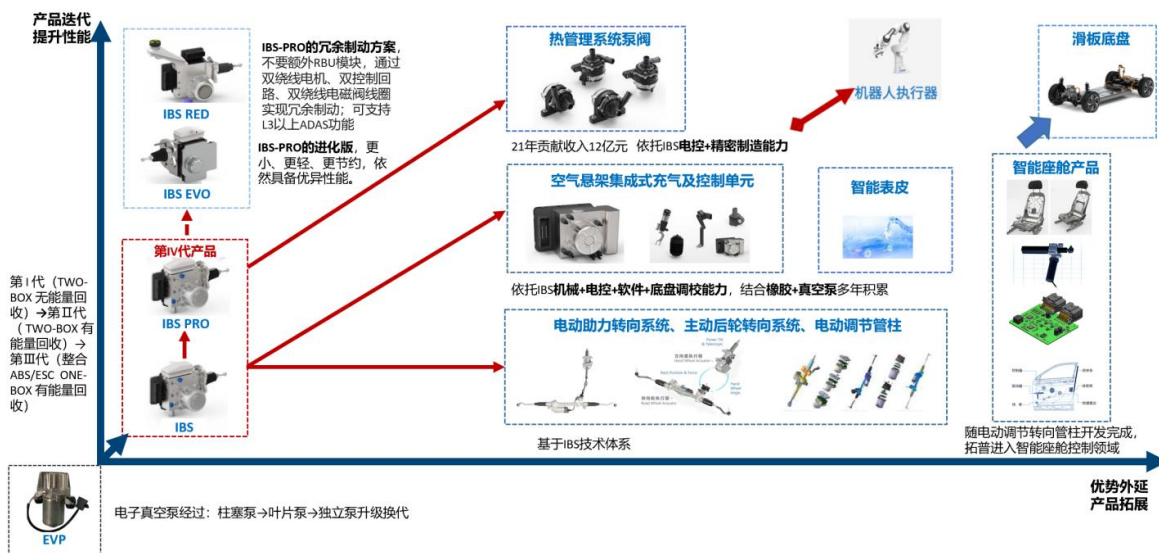 产品迭代
提升性能
IBS RED
IBS EVO
IBS-PRO的冗余制动方案，
不要额外RBU模块，通过
双绕线电机、双控制回
路、双绕线电磁阀线圈
实现冗余制动；可支持
L3以上ADAS功能
IBS-PRO的进化版，更
小、更轻、更节约，依
然具备优异性能。
第IV代产品
IBS PRO
IBS
第Ⅰ代（TWO-
BOX 无能量回
收）→第Ⅱ代
（TWO-BOX 有
能量回收）→
第Ⅲ代（整合
ABS/ESC ONE-
BOX 有能量回
收）
EVP
电子真空泵经过：柱塞泵→叶片泵→独立泵升级换代
热管理系统泵阀
21年贡献收入12亿元 依托IBS电控+精密制造能力
机器人执行器
空气悬架集成式充气及控制单元
智能表皮
依托IBS机械+电控+软件+底盘调校能力，结合橡胶+真空泵多年积累
电动助力转向系统、主动后轮转向系统、电动调节管柱
Hand Wheel Actuator
Road Wheel Actuator
基于IBS技术体系
滑板底盘
智能座舱产品
随电动调节转向管柱开发完成，
拓普进入智能座舱控制领域
优势外延
产品拓展